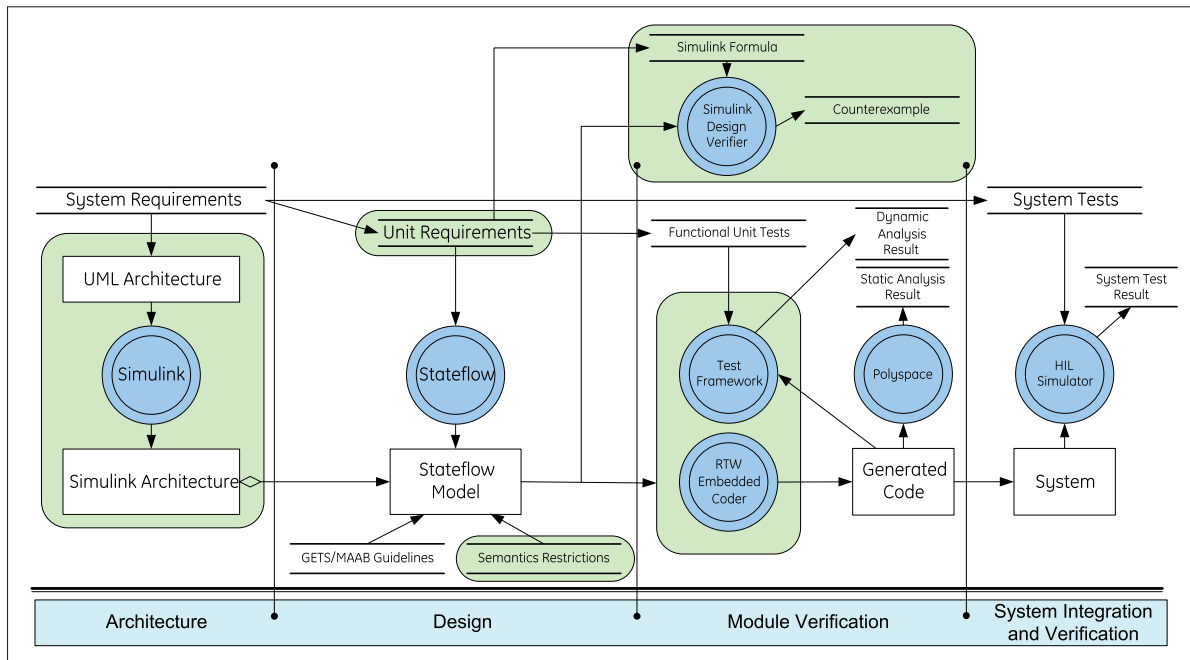 Simulink Formula
Simulink
Design
Verifier
Counterexample
System Requirements
System Tests
Unit Requirements
Functional Unit Tests
Dynamic
Analysis
Result
UML Architecture
Static Analysis
Result
System Test
Result
Simulink
Stateflow
Test
Framework
Polyspace
HIL
Simulator
Simulink Architecture
Stateflow
Model
RTW
Embedded
Coder
Generated
Code
System
GETS/MAAB Guidelines
Semantics Restrictions
Architecture
Design
Module Verification
System Integration
and Verification